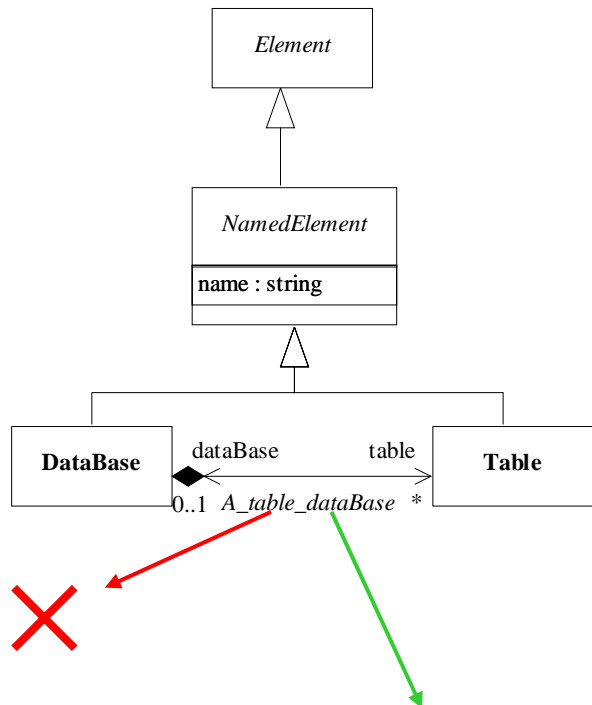 Element
NamedElement
name : string
DataBase
dataBase
table
Table
0..1
A_table_dataBase
*